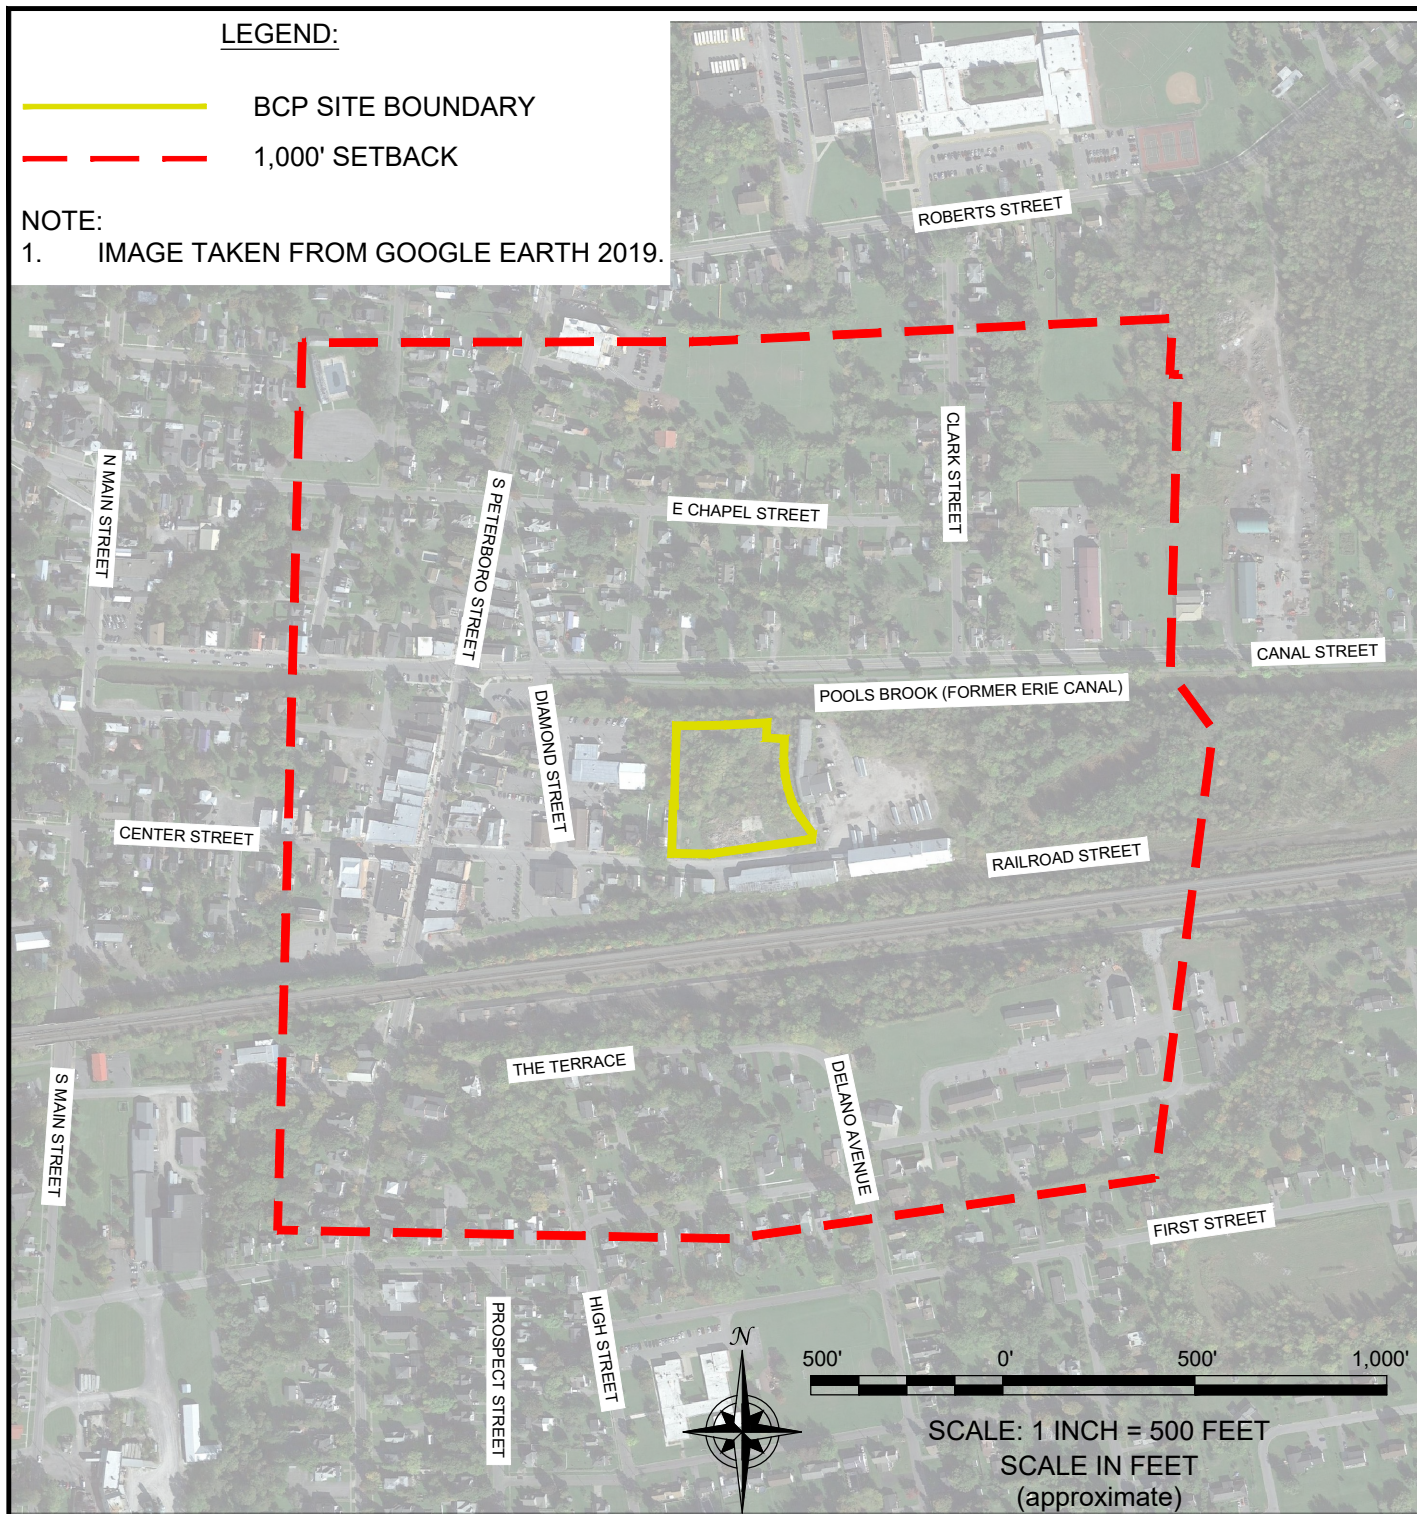 LEGEND:
BCP SITE BOUNDARY
1,000' SETBACK
NOTE:
1. IMAGE TAKEN FROM GOOGLE EARTH 2019.
ROBERTS STREET
N MAIN STREET
S PETERBORO STREET
E CHAPEL STREET
CLARK STREET
CANAL STREET
POOLS BROOK (FORMER ERIE CANAL)
DIAMOND STREET
CENTER STREET
RAILROAD STREET
THE TERRACE
DELANO AVENUE
S MAIN STREET
FIRST STREET
PROSPECT STREET
HIGH STREET
N
500' 0' 500' 1,000'
SCALE: 1 INCH = 500 FEET
SCALE IN FEET
(approximate)